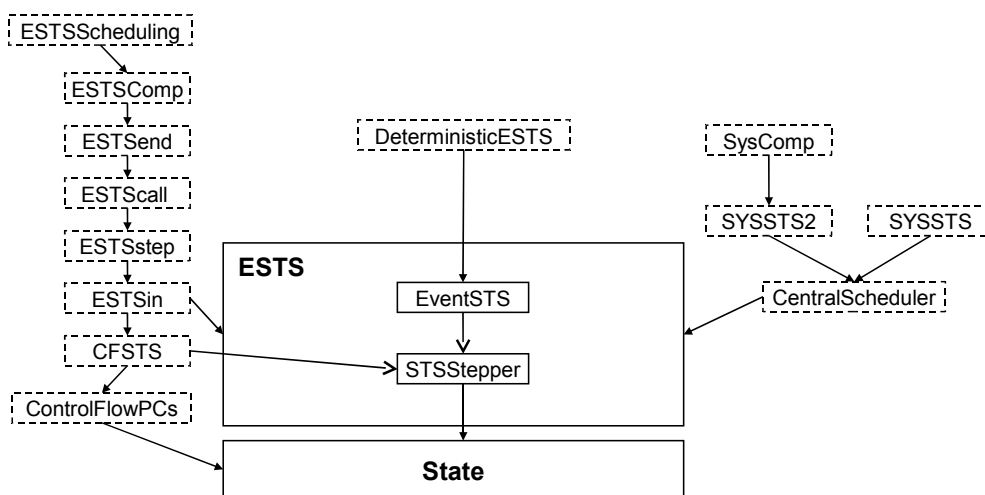 ESTSScheduling
ESTSComp
ESTSend
DeterministicESTS
SysComp
ESTScall
SYSSTS2
SYSSTS
ESTSstep
ESTS
ESTSin
EventSTS
CentralScheduler
CFSTS
STSStepper
ControlFlowPCs
State